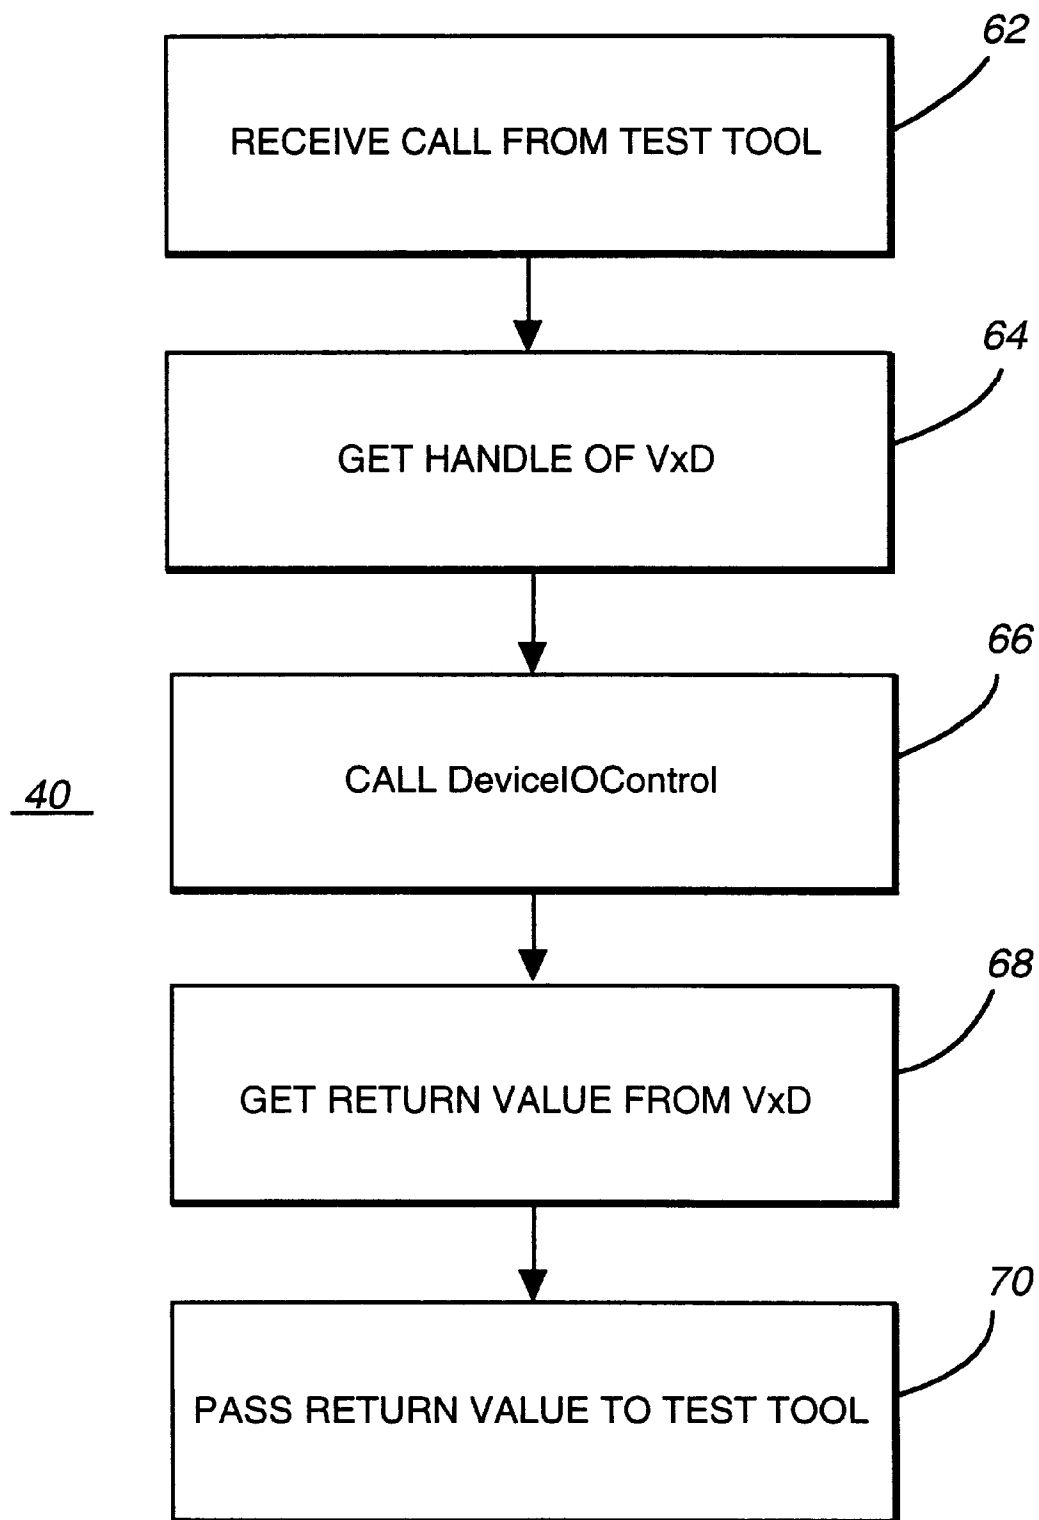 62
RECEIVE CALL FROM TEST TOOL
64
GET HANDLE OF VxD
66
CALL DeviceIOControl
40
68
GET RETURN VALUE FROM VxD
70
PASS RETURN VALUE TO TEST TOOL